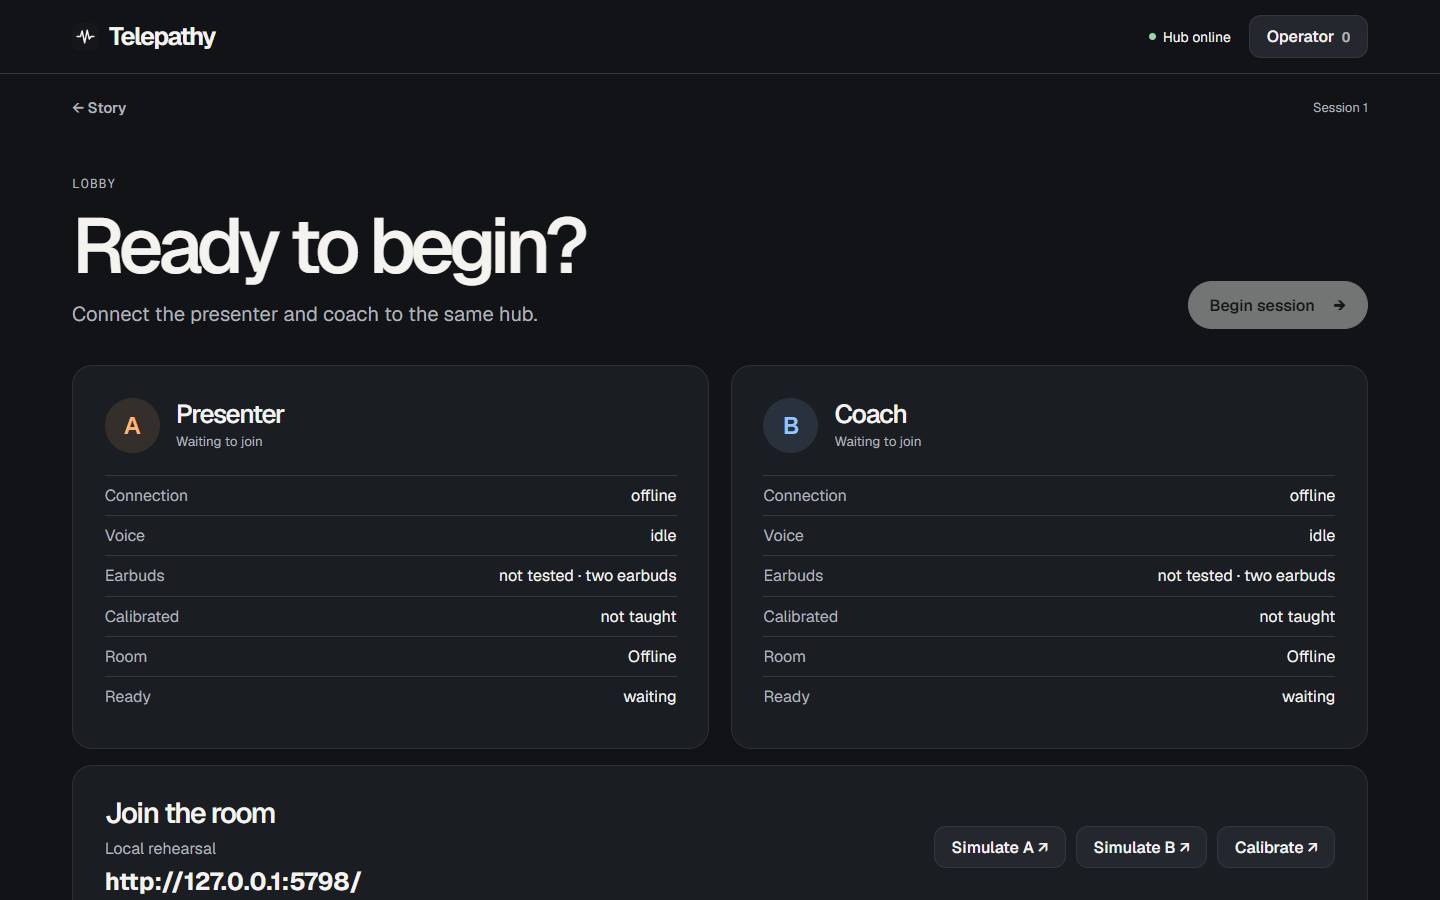 Telepathy
Hub online
Operator 0
← Story
Session 1
LOBBY
Ready to begin?
Connect the presenter and coach to the same hub.
Begin session →
A
Presenter
Waiting to join
Connection offline
Voice idle
Earbuds not tested · two earbuds
Calibrated not taught
Room Offline
Ready waiting
B
Coach
Waiting to join
Connection offline
Voice idle
Earbuds not tested · two earbuds
Calibrated not taught
Room Offline
Ready waiting
Join the room
Local rehearsal
http://127.0.0.1:5798/
Simulate A ↗
Simulate B ↗
Calibrate ↗